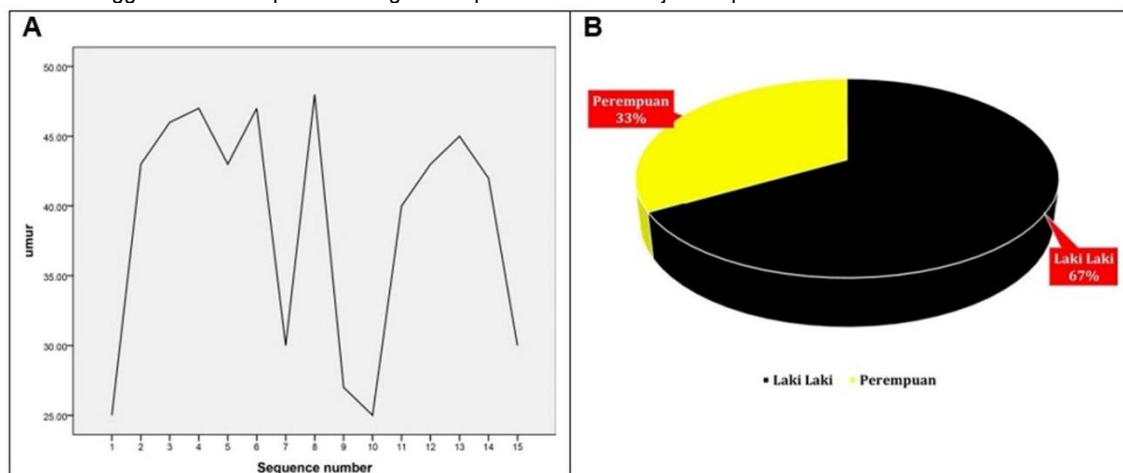 A
50.00
45.00
40.00
35.00
30.00
25.00
umur
1 2 3 4 5 6 7 8 9 10 11 12 13 14 15
Sequence number
B
Perempuan
33%
Laki Laki
67%
Laki Laki Perempuan